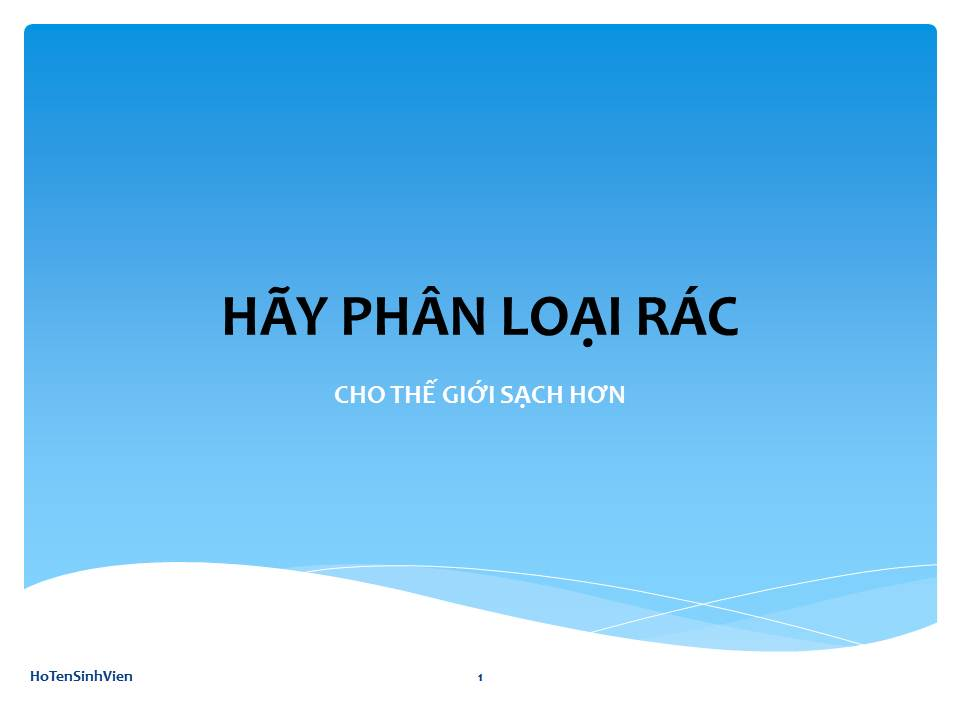 HÃY PHÂN LOẠI RÁC
CHO THẾ GIỚI SẠCH HƠN
HoTenSinhVien
1